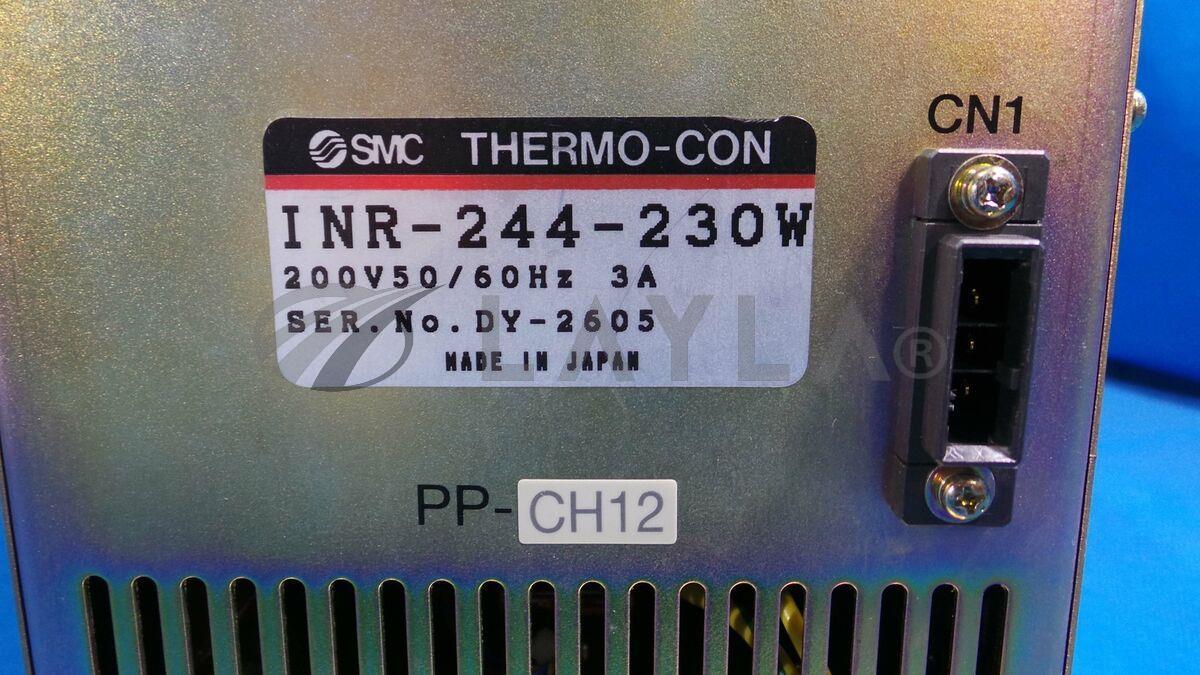 CN1
SMC THERMO-CON
INR-244-230W
200V50/60Hz 3A
SER.No.DY-2605
MADE IN JAPAN
LAYLA®
PP-CH12